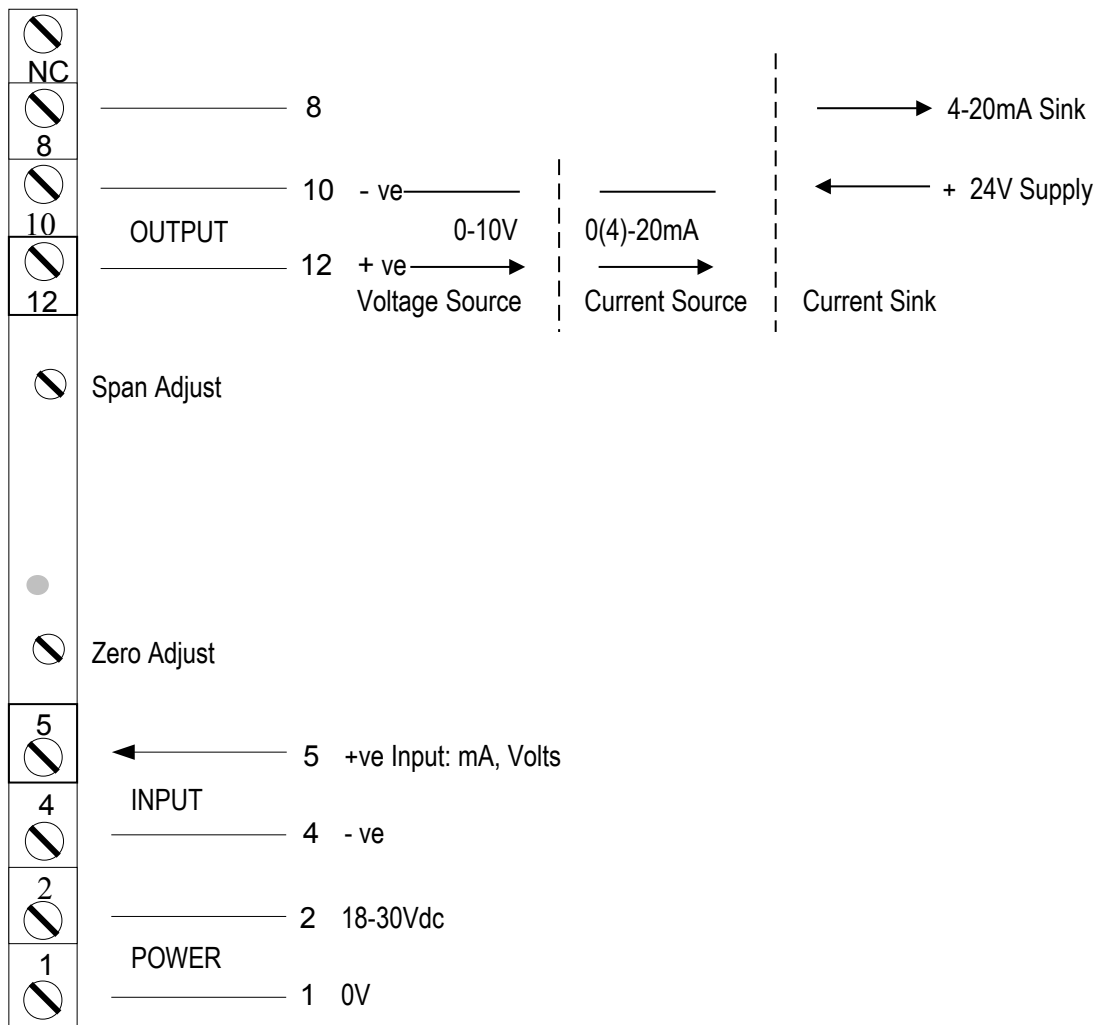 NC
8 8 4-20mA Sink
10 10 - ve + 24V Supply
OUTPUT 0-10V 0(4)-20mA
12 12 + ve
Voltage Source Current Source Current Sink
Span Adjust
Zero Adjust
5 5 +ve Input: mA, Volts
INPUT
4 4 - ve
2 2 18-30Vdc
POWER
1 1 0V